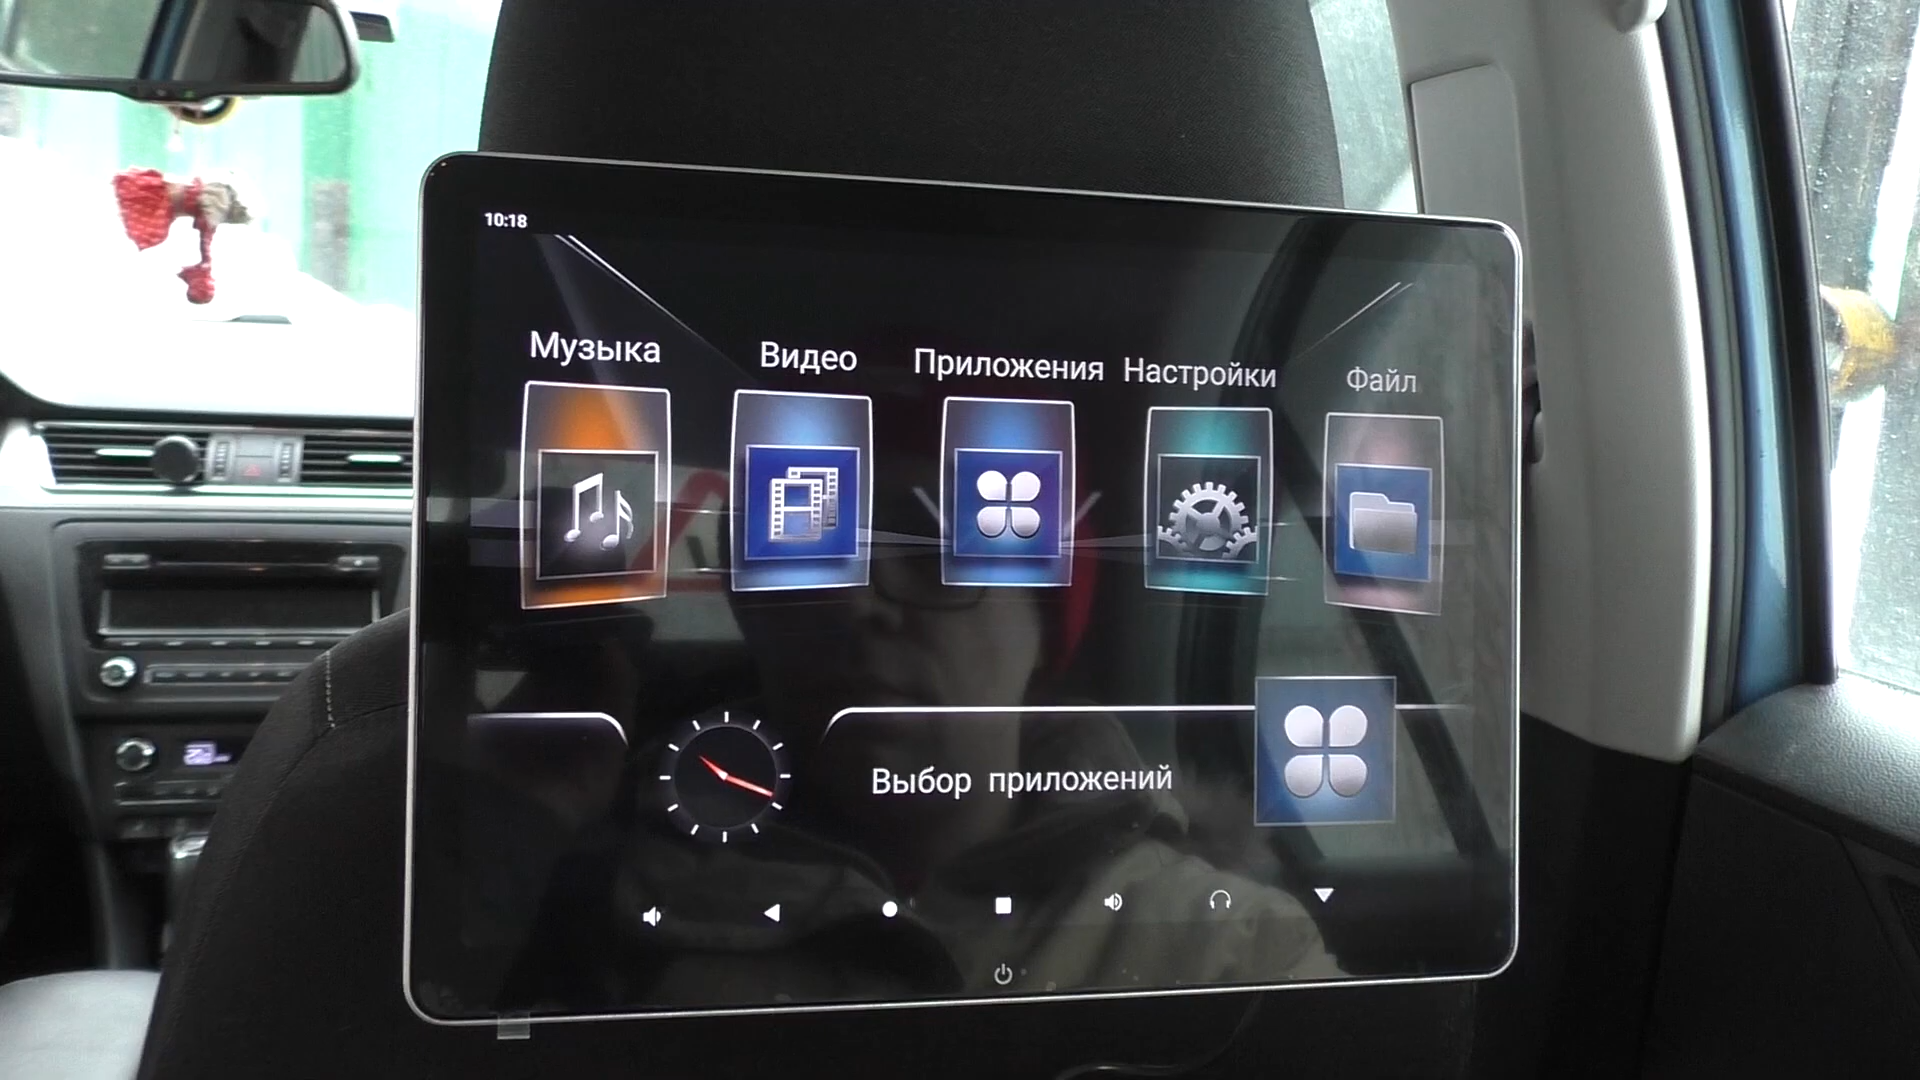 10:18
Музыка
Видео
Приложения
Настройки
Файл
Выбор приложений